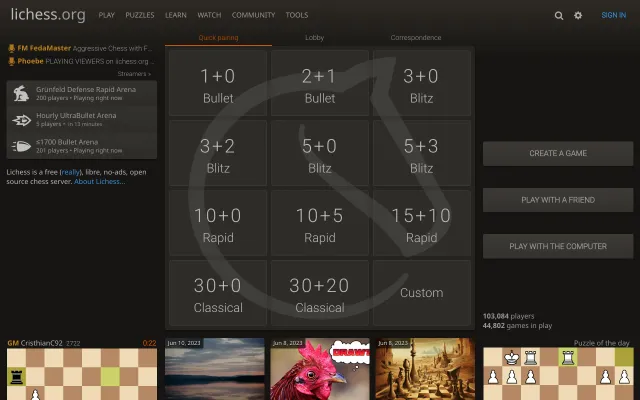 lichess.org PLAY PUZZLES LEARN WATCH COMMUNITY TOOLS SIGN IN
Quick pairing Lobby Correspondence
FM FedaMaster Aggressive Chess with F...
Phoebe PLAYING VIEWERS on lichess.org ...
Streamers »
Grünfeld Defense Rapid Arena
200 players • Playing right now
Hourly UltraBullet Arena
5 players • in 13 minutes
≤1700 Bullet Arena
201 players • Playing right now
Lichess is a free (really), libre, no-ads, open
source chess server. About Lichess...
1+0
Bullet
2+1
Bullet
3+0
Blitz
3+2
Blitz
5+0
Blitz
5+3
Blitz
10+0
Rapid
10+5
Rapid
15+10
Rapid
30+0
Classical
30+20
Classical
Custom
CREATE A GAME
PLAY WITH A FRIEND
PLAY WITH THE COMPUTER
103,084 players
44,802 games in play
GM CristhianC92 2722 0:22
Jun 10, 2023
Jun 8, 2023
DRAW?
Jun 8, 2023
Puzzle of the day